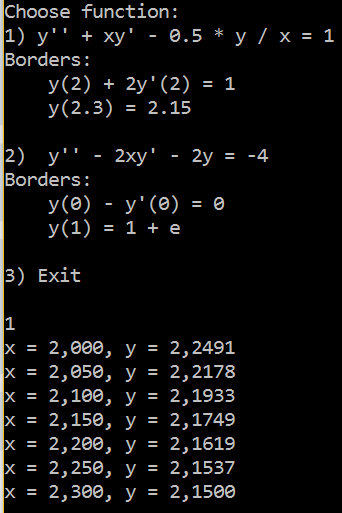 Choose function:
1) y'' + xy' - 0.5 * y / x = 1
Borders:
    y(2) + 2y'(2) = 1
    y(2.3) = 2.15

2)  y'' - 2xy' - 2y = -4
Borders:
    y(0) - y'(0) = 0
    y(1) = 1 + e

3) Exit

1
x = 2,000, y = 2,2491
x = 2,050, y = 2,2178
x = 2,100, y = 2,1933
x = 2,150, y = 2,1749
x = 2,200, y = 2,1619
x = 2,250, y = 2,1537
x = 2,300, y = 2,1500